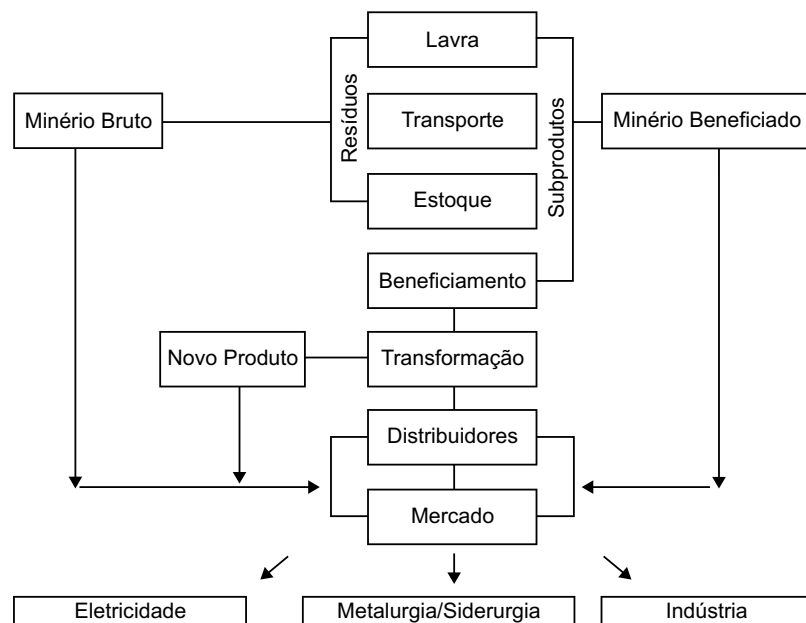 Lavra
Resíduos
Subprodutos
Minério Bruto
Transporte
Minério Beneficiado
Estoque
Beneficiamento
Novo Produto
Transformação
Distribuidores
Mercado
Eletricidade
Metalurgia/Siderurgia
Indústria